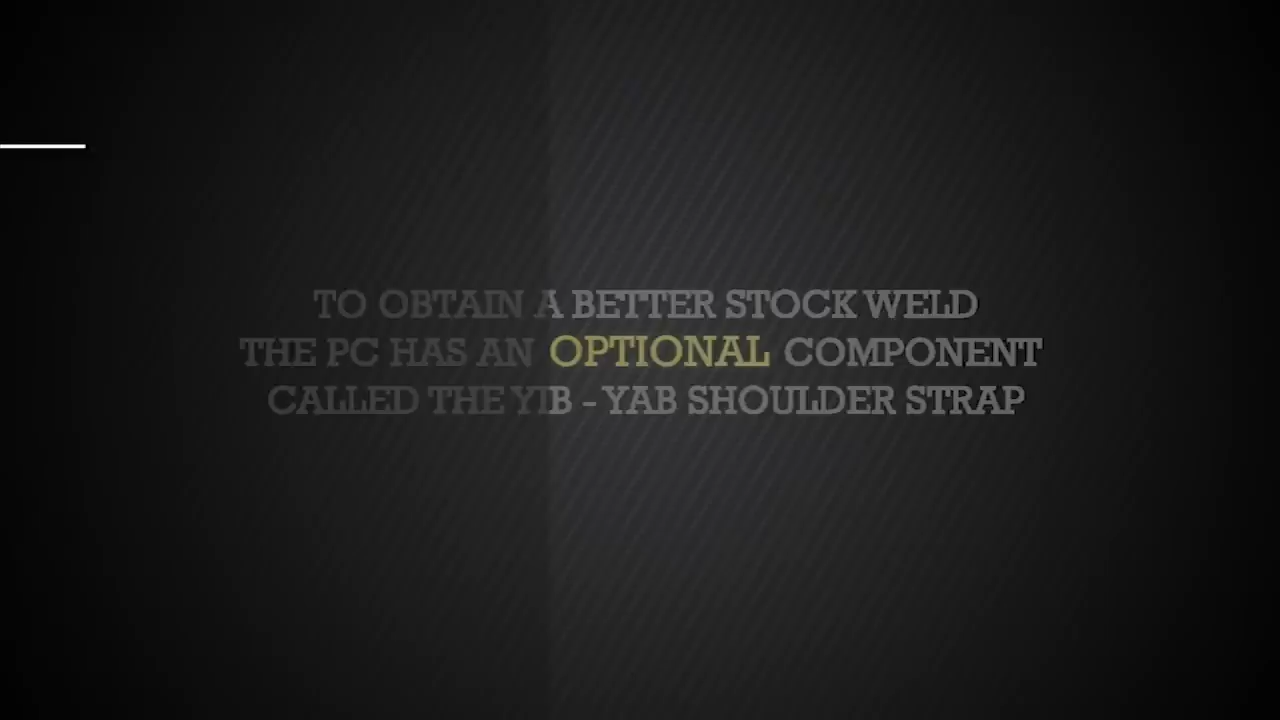 TO OBTAIN A BETTER STOCK WELD
THE PC HAS AN OPTIONAL COMPONENT
CALLED THE YIB - YAB SHOULDER STRAP